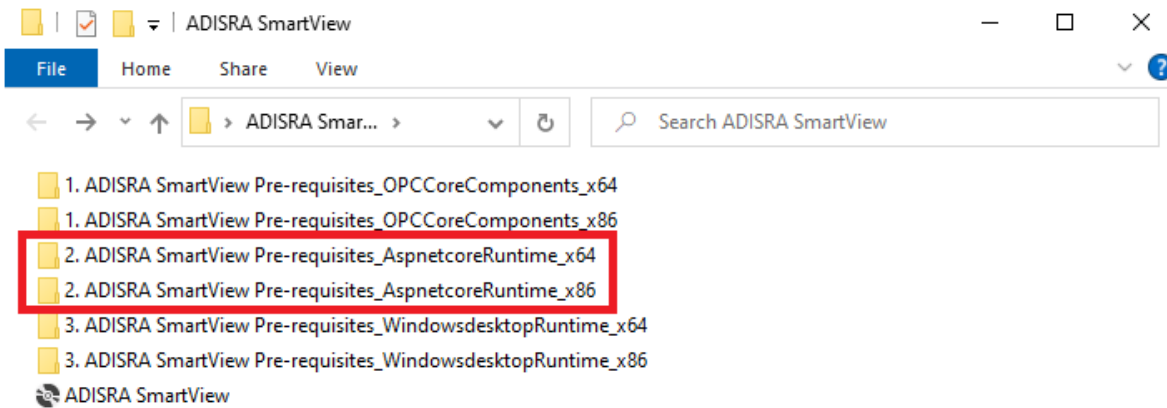 ADISRA SmartView
File Home Share View
ADISRA Smar... Search ADISRA SmartView
1. ADISRA SmartView Pre-requisites_OPCCoreComponents_x64
1. ADISRA SmartView Pre-requisites_OPCCoreComponents_x86
2. ADISRA SmartView Pre-requisites_AspnetcoreRuntime_x64
2. ADISRA SmartView Pre-requisites_AspnetcoreRuntime_x86
3. ADISRA SmartView Pre-requisites_WindowsdesktopRuntime_x64
3. ADISRA SmartView Pre-requisites_WindowsdesktopRuntime_x86
ADISRA SmartView